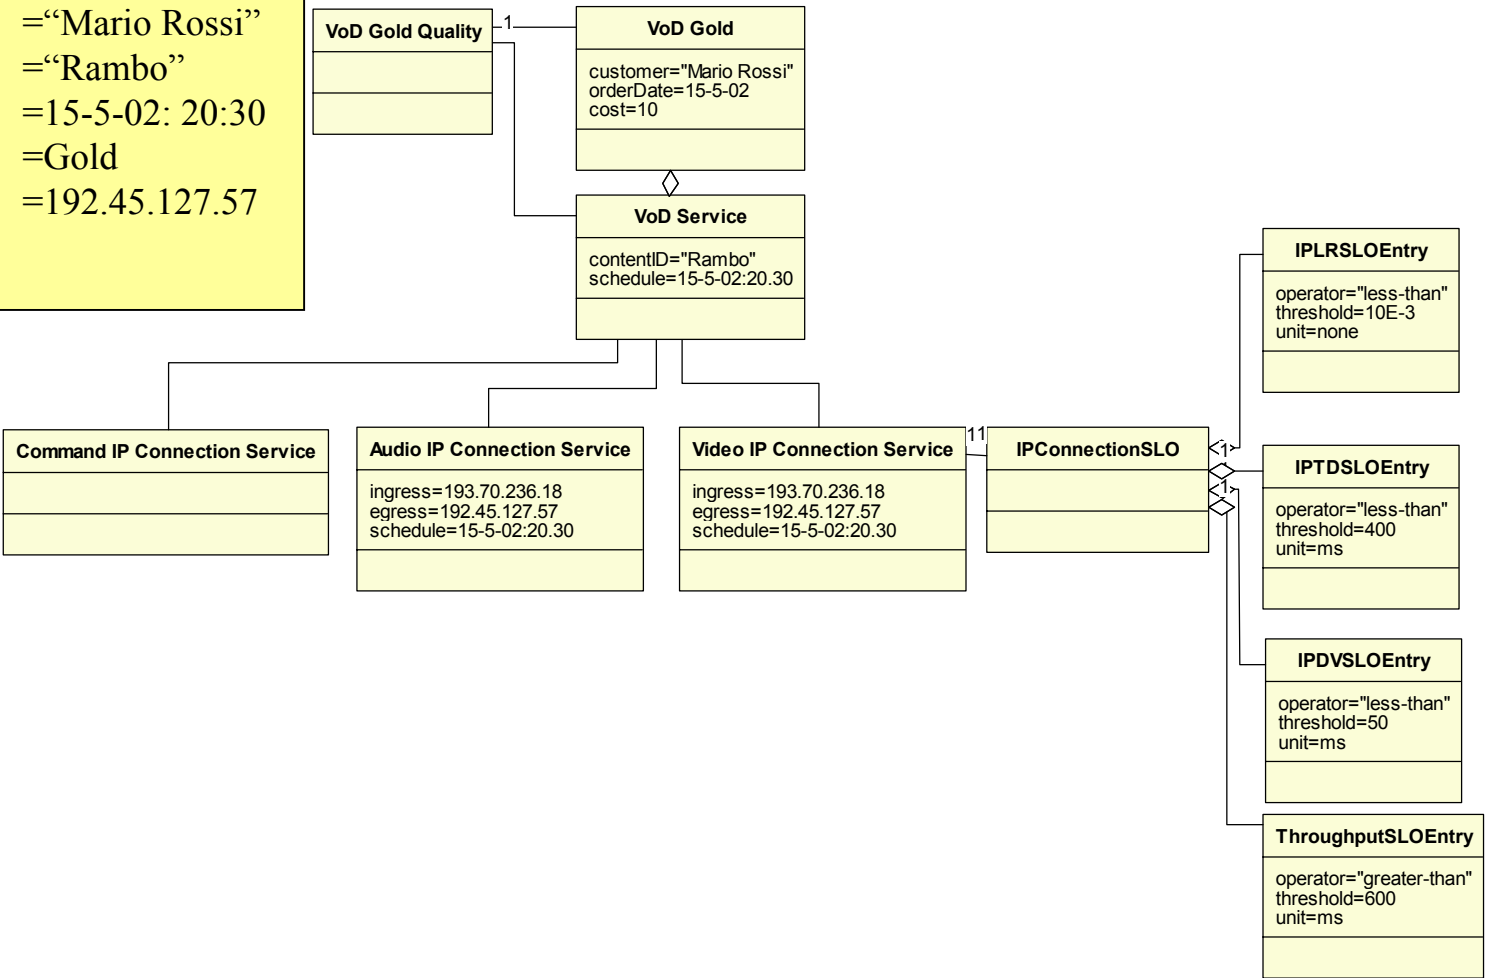 =“Mario Rossi”
=“Rambo”
=15-5-02: 20:30
=Gold
=192.45.127.57
VoD Gold Quality
1
VoD Gold
customer="Mario Rossi"
orderDate=15-5-02
cost=10
VoD Service
contentID="Rambo"
schedule=15-5-02:20.30
Command IP Connection Service
Audio IP Connection Service
ingress=193.70.236.18
egress=192.45.127.57
schedule=15-5-02:20.30
Video IP Connection Service
ingress=193.70.236.18
egress=192.45.127.57
schedule=15-5-02:20.30
11
IPConnectionSLO
1
1
IPLRSLOEntry
operator="less-than"
threshold=10E-3
unit=none
IPTDSLOEntry
operator="less-than"
threshold=400
unit=ms
IPDVSLOEntry
operator="less-than"
threshold=50
unit=ms
ThroughputSLOEntry
operator="greater-than"
threshold=600
unit=ms